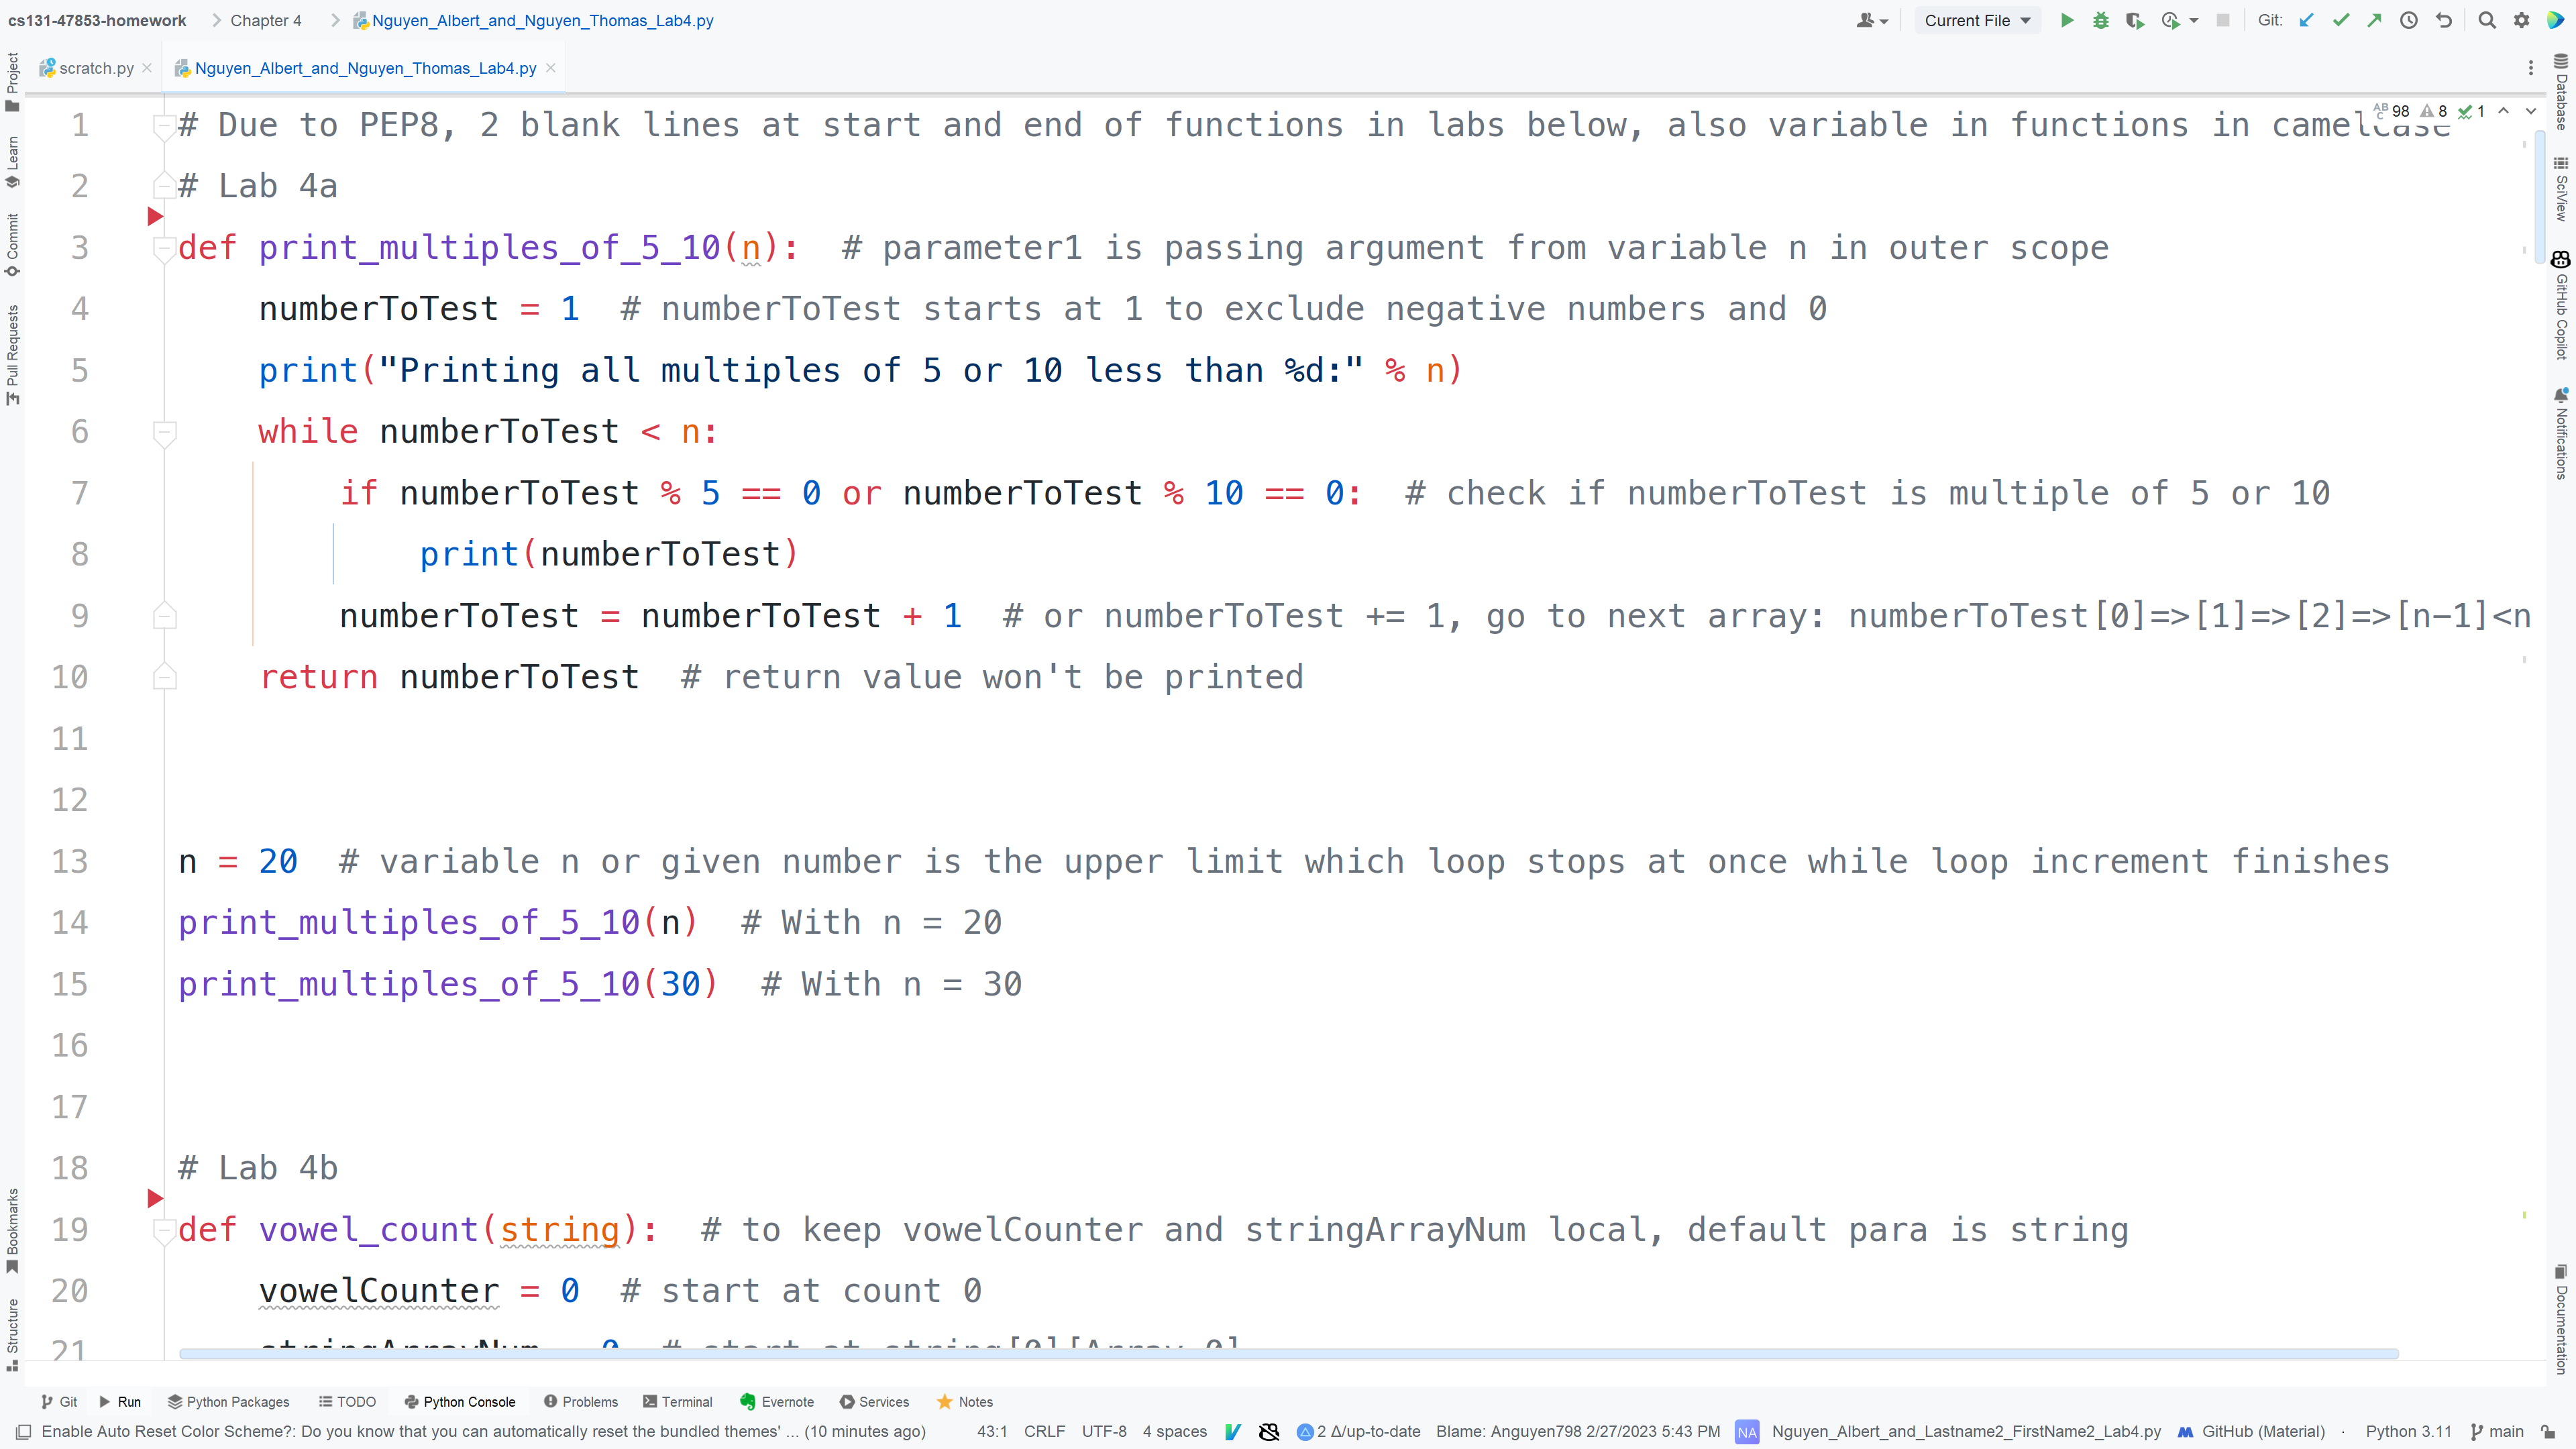 cs131-47853-homework Chapter 4 Nguyen_Albert_and_Nguyen_Thomas_Lab4.py Current File Git:
scratch.py Nguyen_Albert_and_Nguyen_Thomas_Lab4.py
98 8 1
1 # Due to PEP8, 2 blank lines at start and end of functions in labs below, also variable in functions in camelcase
2 # Lab 4a
3 def print_multiples_of_5_10(n):  # parameter1 is passing argument from variable n in outer scope
4 numberToTest = 1  # numberToTest starts at 1 to exclude negative numbers and 0
5 print("Printing all multiples of 5 or 10 less than %d:" % n)
6 while numberToTest < n:
7 if numberToTest % 5 == 0 or numberToTest % 10 == 0:  # check if numberToTest is multiple of 5 or 10
8 print(numberToTest)
9 numberToTest = numberToTest + 1  # or numberToTest += 1, go to next array: numberToTest[0]=>[1]=>[2]=>[n-1]<n
10 return numberToTest  # return value won't be printed
11
12
13 n = 20  # variable n or given number is the upper limit which loop stops at once while loop increment finishes
14 print_multiples_of_5_10(n)  # With n = 20
15 print_multiples_of_5_10(30)  # With n = 30
16
17
18 # Lab 4b
19 def vowel_count(string):  # to keep vowelCounter and stringArrayNum local, default para is string
20 vowelCounter = 0  # start at count 0
21 stringArrayNum = 0  # start at string[0][Array 0]
Project
Learn
Commit
Pull Requests
Bookmarks
Structure
Database
SciView
GitHub Copilot
Notifications
Documentation
Git Run Python Packages TODO Python Console Problems Terminal Evernote Services Notes
Enable Auto Reset Color Scheme?: Do you know that you can automatically reset the bundled themes' ... (10 minutes ago) 43:1 CRLF UTF-8 4 spaces 2 Δ/up-to-date Blame: Anguyen798 2/27/2023 5:43 PM NA Nguyen_Albert_and_Lastname2_FirstName2_Lab4.py GitHub (Material) · Python 3.11 main